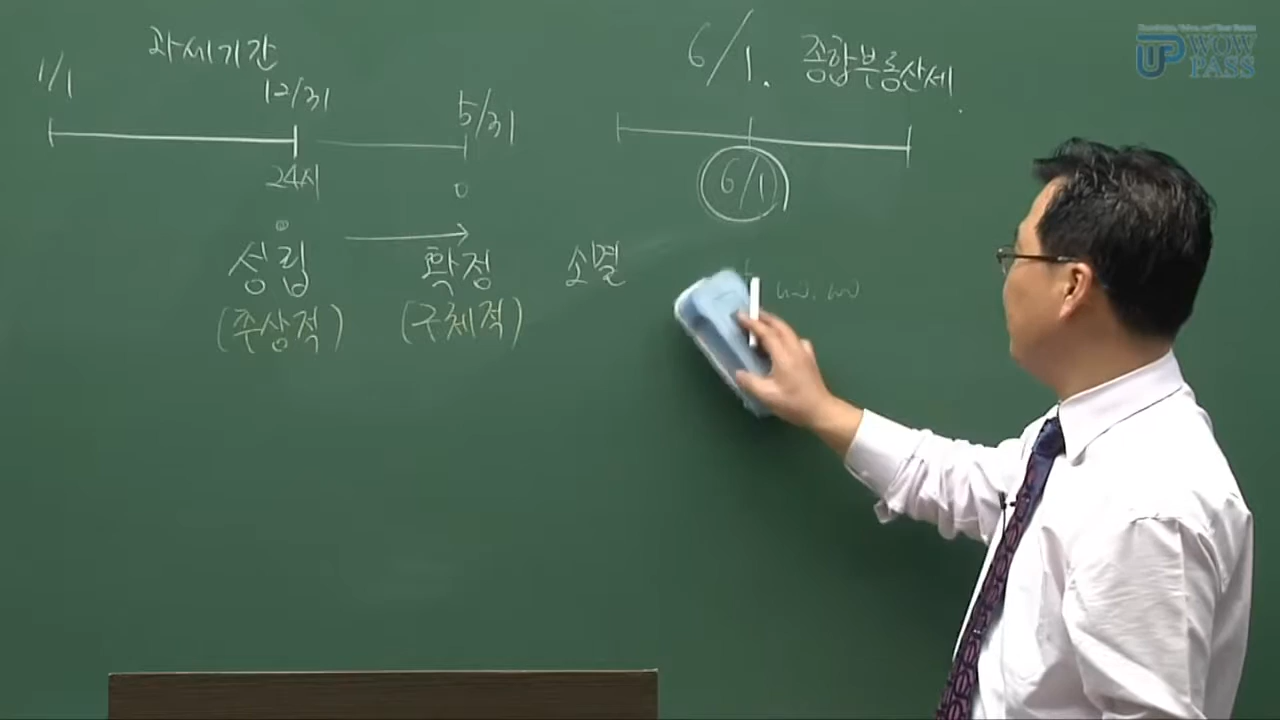 과세기간
1/1
12/31
5/31
24시
0
성립
확정
소멸
(추상적)
(구체적)
6/1. 종합부동산세.
6/1
UP WOW PASS